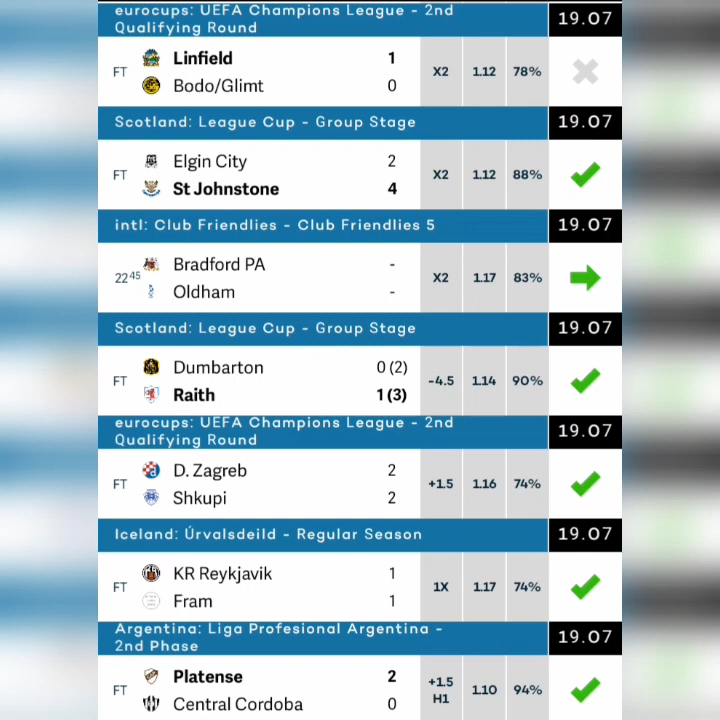 eurocups: UEFA Champions League - 2nd
Qualifying Round
19.07
FT
Linfield
1
Bodo/Glimt
0
X2
1.12
78%
Scotland: League Cup - Group Stage
19.07
FT
Elgin City
2
St Johnstone
4
X2
1.12
88%
intl: Club Friendlies - Club Friendlies 5
19.07
22 45
Bradford PA
-
Oldham
-
X2
1.17
83%
Scotland: League Cup - Group Stage
19.07
FT
Dumbarton
0 (2)
Raith
1 (3)
-4.5
1.14
90%
eurocups: UEFA Champions League - 2nd
Qualifying Round
19.07
FT
D. Zagreb
2
Shkupi
2
+1.5
1.16
74%
Iceland: Úrvalsdeild - Regular Season
19.07
FT
KR Reykjavik
1
Fram
1
1X
1.17
74%
Argentina: Liga Profesional Argentina -
2nd Phase
19.07
FT
Platense
2
Central Cordoba
0
+1.5
H1
1.10
94%